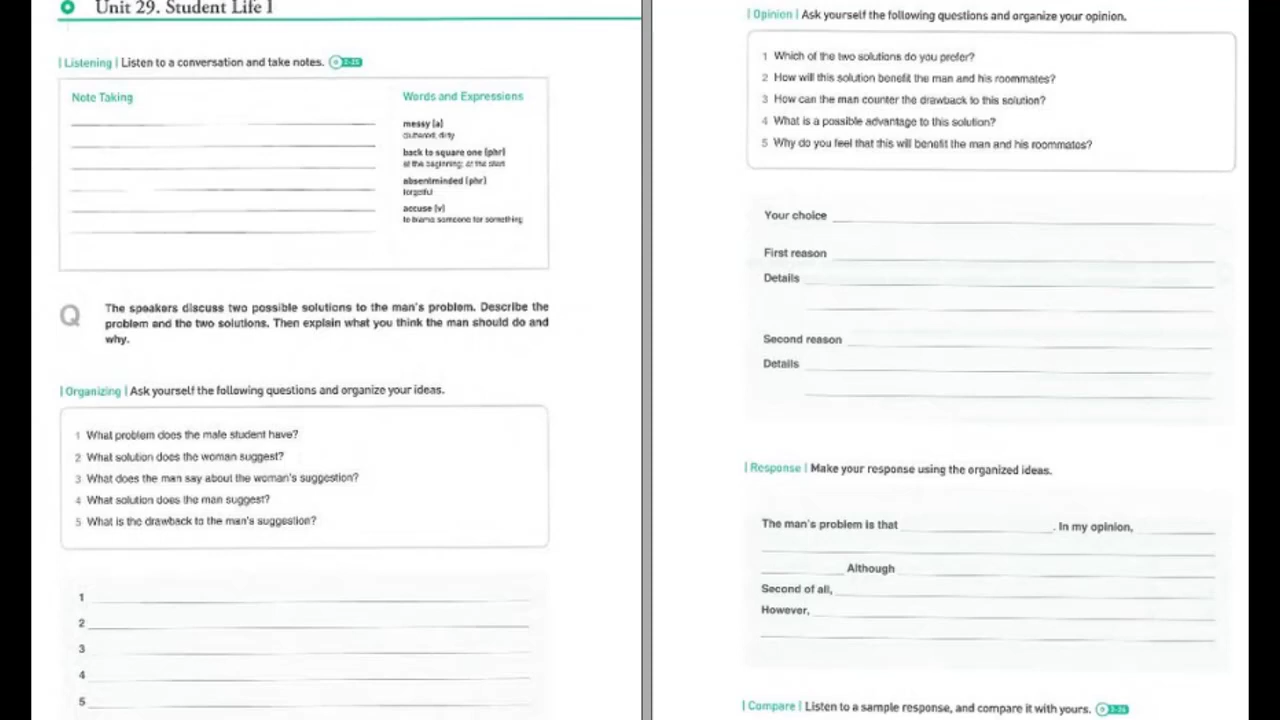 Unit 29. Student Life I
| Listening | Listen to a conversation and take notes. 2-25
Note Taking
Words and Expressions
messy (a)
cluttered; dirty
back to square one (phr)
at the beginning; at the start
absentminded (phr)
forgetful
accuse (v)
to blame someone for something
Q
The speakers discuss two possible solutions to the man's problem. Describe the
problem and the two solutions. Then explain what you think the man should do and
why.
| Organizing | Ask yourself the following questions and organize your ideas.
1 What problem does the male student have?
2 What solution does the woman suggest?
3 What does the man say about the woman's suggestion?
4 What solution does the man suggest?
5 What is the drawback to the man's suggestion?
1
2
3
4
5
| Opinion | Ask yourself the following questions and organize your opinion.
1 Which of the two solutions do you prefer?
2 How will this solution benefit the man and his roommates?
3 How can the man counter the drawback to this solution?
4 What is a possible advantage to this solution?
5 Why do you feel that this will benefit the man and his roommates?
Your choice
First reason
Details
Second reason
Details
| Response | Make your response using the organized ideas.
The man's problem is that . In my opinion,
Although
Second of all,
However,
| Compare | Listen to a sample response, and compare it with yours. 2-26